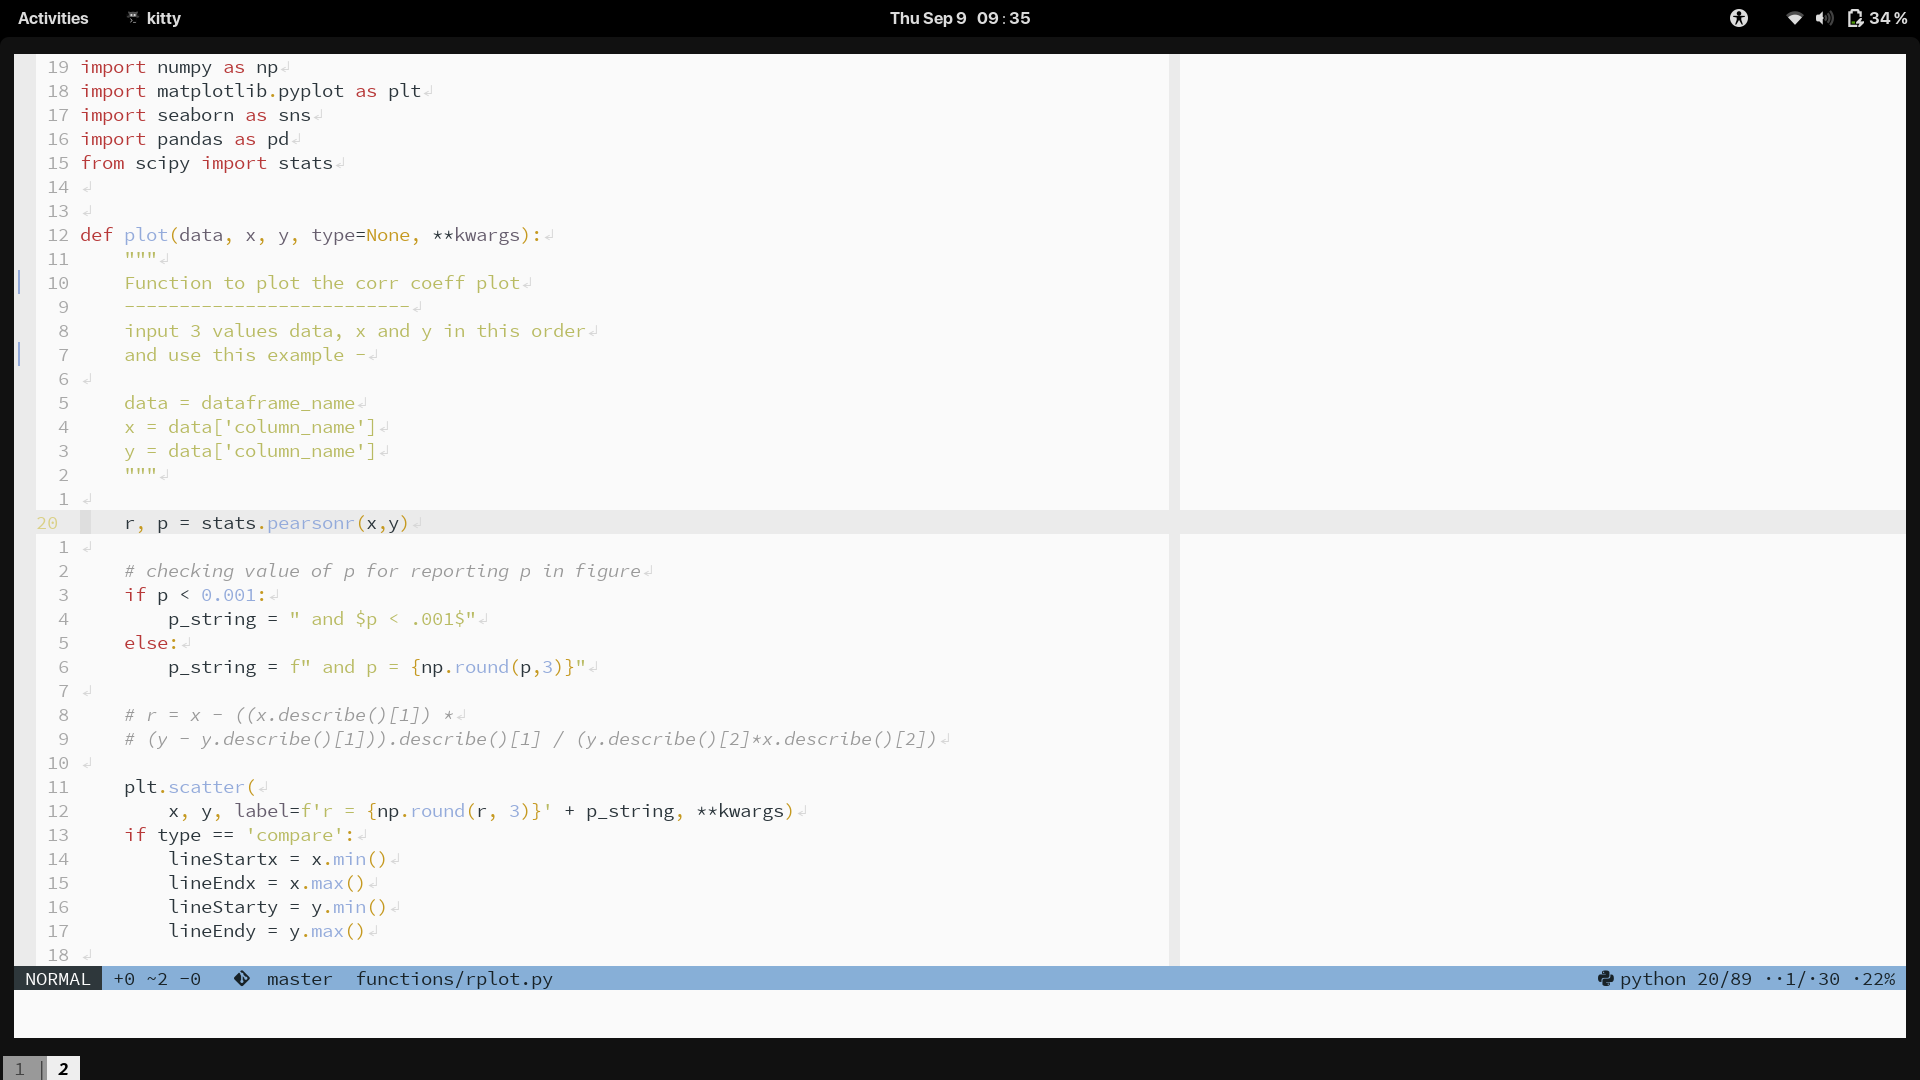 Activities kitty Thu Sep 9 09:35 34 %
19 import numpy as np
18 import matplotlib.pyplot as plt
17 import seaborn as sns
16 import pandas as pd
15 from scipy import stats
14
13
12 def plot(data, x, y, type=None, **kwargs):
11     """
10     Function to plot the corr coeff plot
9     --------------------------
8     input 3 values data, x and y in this order
7     and use this example -
6
5     data = dataframe_name
4     x = data['column_name']
3     y = data['column_name']
2     """
1
20     r, p = stats.pearsonr(x,y)
1
2     # checking value of p for reporting p in figure
3     if p < 0.001:
4         p_string = " and $p < .001$"
5     else:
6         p_string = f" and p = {np.round(p,3)}"
7
8     # r = x - ((x.describe()[1]) *
9     # (y - y.describe()[1])).describe()[1] / (y.describe()[2]*x.describe()[2])
10
11     plt.scatter(
12         x, y, label=f'r = {np.round(r, 3)}' + p_string, **kwargs)
13     if type == 'compare':
14         lineStartx = x.min()
15         lineEndx = x.max()
16         lineStarty = y.min()
17         lineEndy = y.max()
18
NORMAL +0 ~2 -0 master functions/rplot.py python 20/89 ··1/·30 ·22%
1 | 2